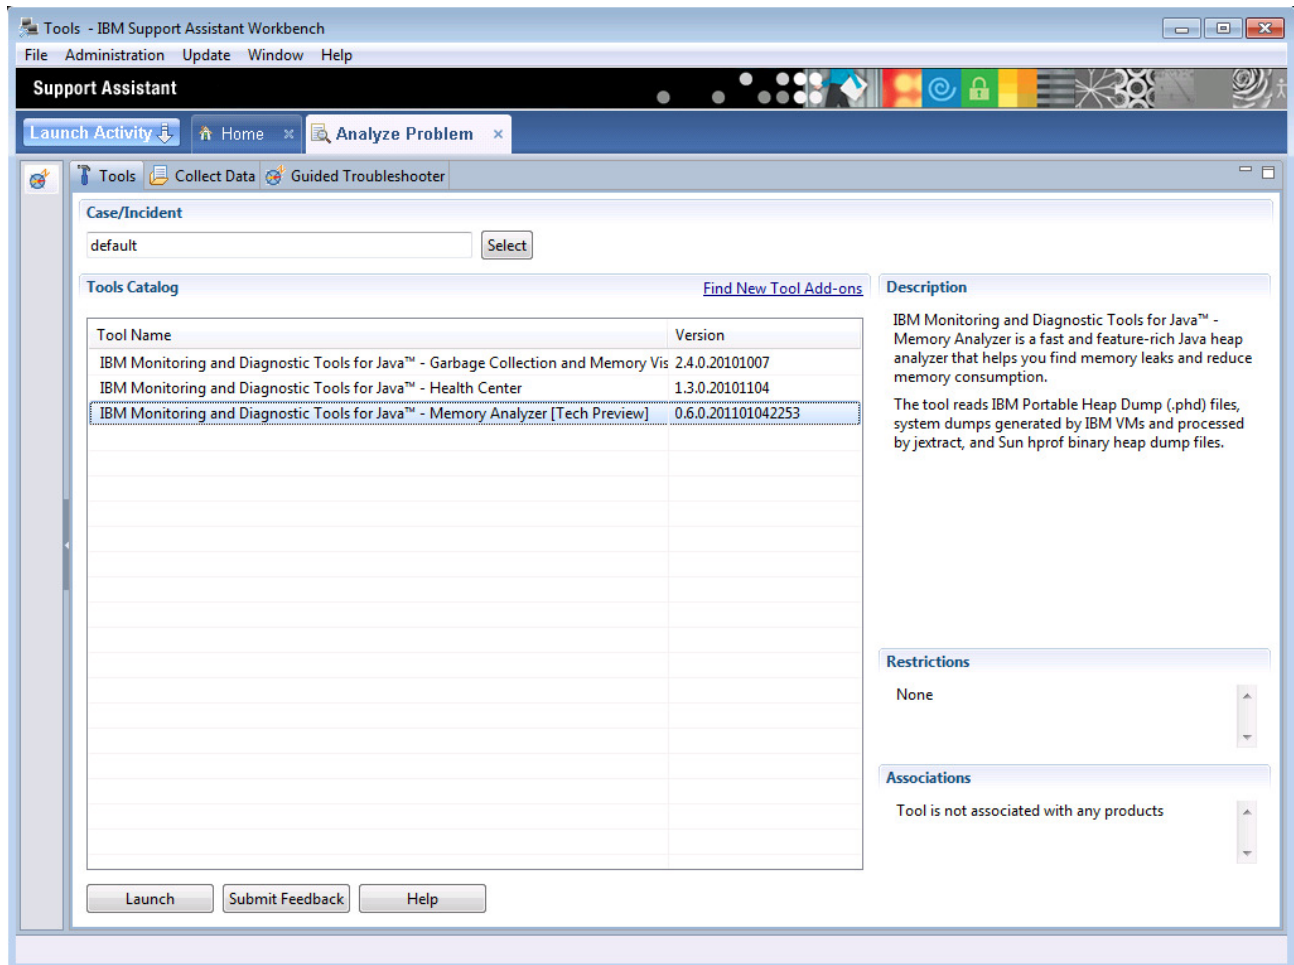 Tools - IBM Support Assistant Workbench
File Administration Update Window Help
Support Assistant
Launch Activity Home Analyze Problem
Tools Collect Data Guided Troubleshooter
Case/Incident
default Select
Tools Catalog Find New Tool Add-ons
Tool Name Version
IBM Monitoring and Diagnostic Tools for Java™ - Garbage Collection and Memory Vis 2.4.0.20101007
IBM Monitoring and Diagnostic Tools for Java™ - Health Center 1.3.0.20101104
IBM Monitoring and Diagnostic Tools for Java™ - Memory Analyzer [Tech Preview] 0.6.0.201101042253
Launch Submit Feedback Help
Description
IBM Monitoring and Diagnostic Tools for Java™ -
Memory Analyzer is a fast and feature-rich Java heap
analyzer that helps you find memory leaks and reduce
memory consumption.
The tool reads IBM Portable Heap Dump (.phd) files,
system dumps generated by IBM VMs and processed
by jextract, and Sun hprof binary heap dump files.
Restrictions
None
Associations
Tool is not associated with any products